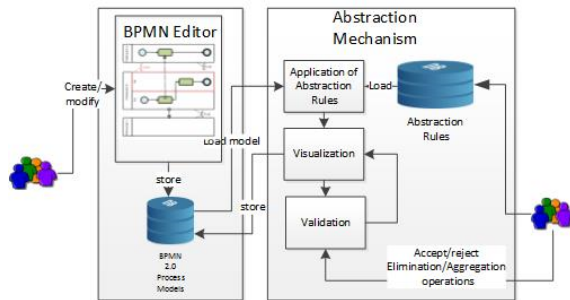 BPMN Editor
Create/
modify
store
BPMN
2.0
Process
Models
Load model
store
Abstraction
Mechanism
Application of
Abstraction
Rules
Load
Abstraction
Rules
Visualization
Validation
Accept/reject
Elimination/Aggregation
operations